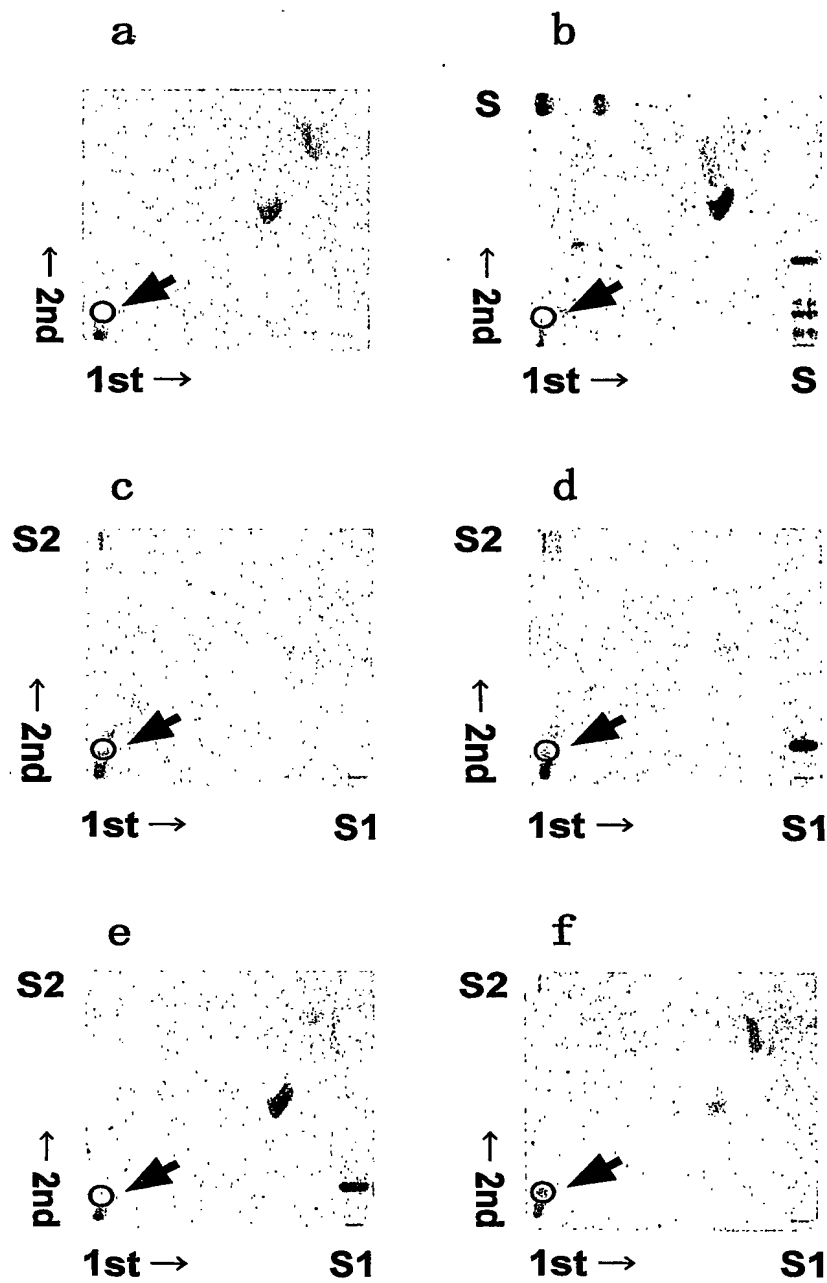 a
b
S
← 2nd
← 2nd
1st →
1st →
S
c
d
S2
S2
← 2nd
← 2nd
1st →
S1
1st →
S1
e
f
S2
S2
← 2nd
← 2nd
1st →
S1
1st →
S1